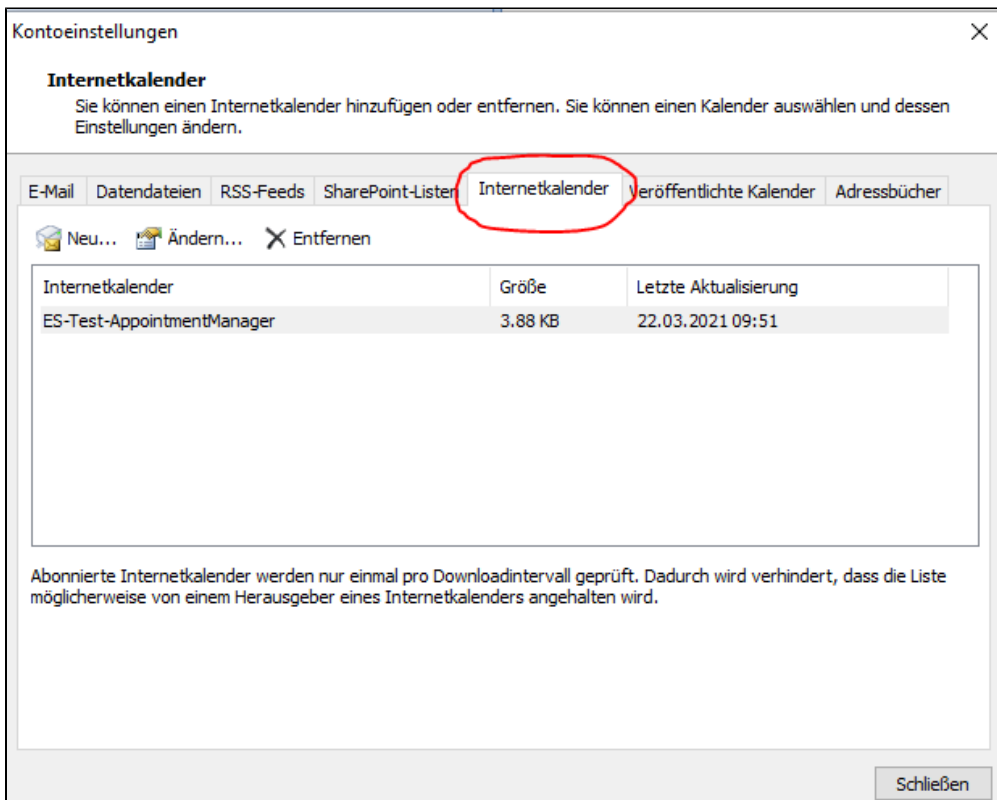 Kontoeinstellungen
Internetkalender
Sie können einen Internetkalender hinzufügen oder entfernen. Sie können einen Kalender auswählen und dessen
Einstellungen ändern.
E-Mail Datendateien RSS-Feeds SharePoint-Listen Internetkalender Veröffentlichte Kalender Adressbücher
Neu... Ändern... Entfernen
Internetkalender Größe Letzte Aktualisierung
ES-Test-AppointmentManager 3.88 KB 22.03.2021 09:51
Abonnierte Internetkalender werden nur einmal pro Downloadintervall geprüft. Dadurch wird verhindert, dass die Liste
möglicherweise von einem Herausgeber eines Internetkalenders angehalten wird.
Schließen